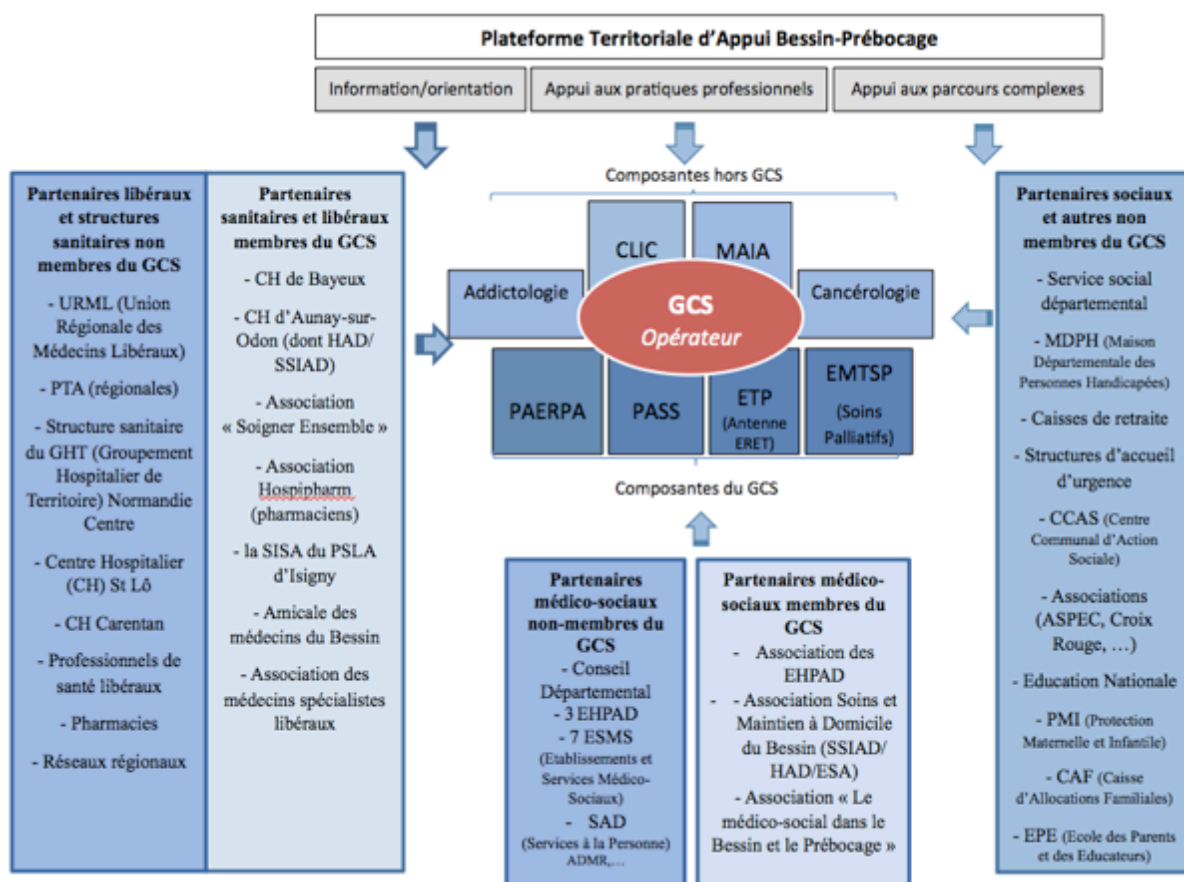 Plateforme Territoriale d'Appui Bessin-Prébocage
Information/orientation
Appui aux pratiques professionnels
Appui aux parcours complexes
Partenaires libéraux
et structures
sanitaires non
membres du GCS
- URML (Union
Régionale des
Médecins Libéraux)
- PTA (régionales)
- Structure sanitaire
du GHT (Groupement
Hospitalier de
Territoire) Normandie
Centre
- Centre Hospitalier
(CH) St Lô
- CH Carentan
- Professionnels de
santé libéraux
- Pharmacies
- Réseaux régionaux
Partenaires
sanitaires et libéraux
membres du GCS
- CH de Bayeux
- CH d'Aunay-sur-
Odon (dont HAD/
SSIAD)
- Association
« Soigner Ensemble »
- Association
Hospipharm
(pharmaciens)
- la SISA du PSLA
d'Isigny
- Amicale des
médecins du Bessin
- Association des
médecins spécialistes
libéraux
Composantes hors GCS
CLIC
MAIA
Addictologie
GCS
Opérateur
Cancérologie
PAERPA
PASS
ETP
(Antenne
ERET)
EMTSP
(Soins
Palliatifs)
Composantes du GCS
Partenaires
médico-sociaux
non-membres du
GCS
- Conseil
Départemental
- 3 EHPAD
- 7 ESMS
(Etablissements et
Services Médico-
Sociaux)
- SAD
(Services à la Personne)
ADMR,...
Partenaires médico-
sociaux membres du
GCS
- Association des
EHPAD
- - Association Soins et
Maintien à Domicile
du Bessin (SSIAD/
HAD/ESA)
- Association « Le
médico-social dans le
Bessin et le Prébocage »
Partenaires sociaux
et autres non
membres du GCS
- Service social
départemental
- MDPH (Maison
Départementale des
Personnes Handicapées)
- Caisses de retraite
- Structures d'accueil
d'urgence
- CCAS (Centre
Communal d'Action
Sociale)
- Associations
(ASPEC, Croix
Rouge, ...)
- Education Nationale
- PMI (Protection
Maternelle et Infantile)
- CAF (Caisse
d'Allocations Familiales)
- EPE (Ecole des Parents
et des Educateurs)